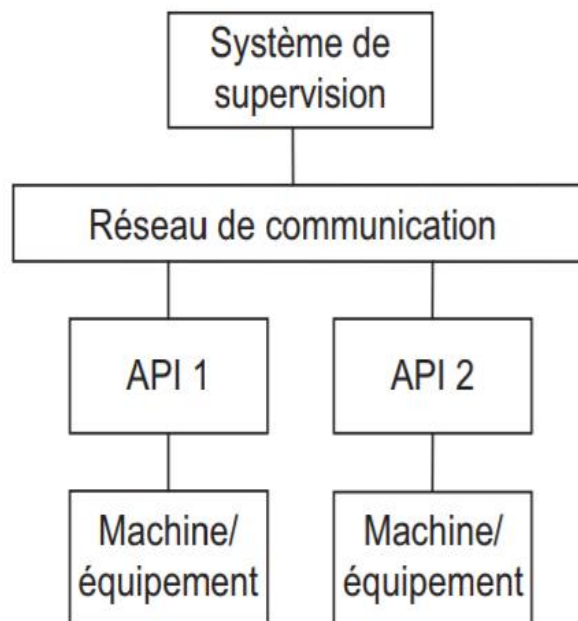 Système de
supervision
Réseau de communication
API 1
API 2
Machine/
équipement
Machine/
équipement